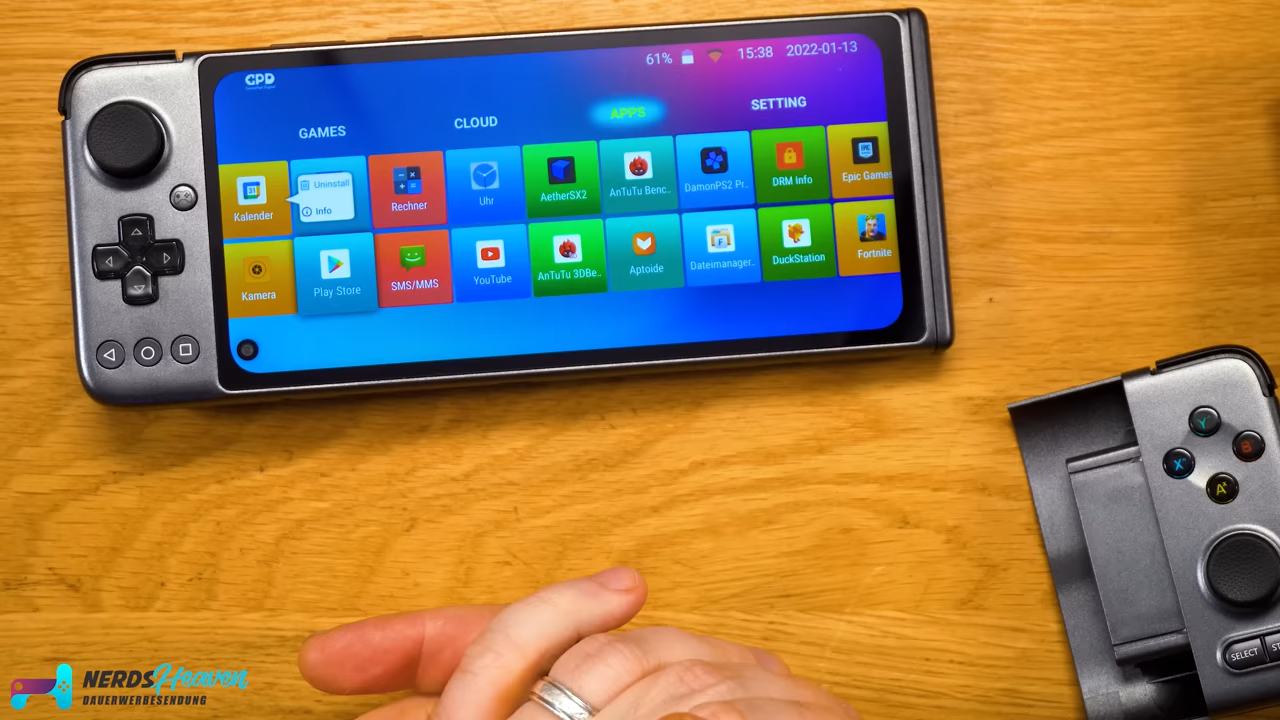 61% 15:38 2022-01-13
GPD
GAMES CLOUD APPS SETTING
Uninstall
Info
Kalender Rechner Uhr AetherSX2 AnTuTu Benc.. DamonPS2 Pr.. DRM Info Epic Games
Kamera Play Store SMS/MMS YouTube AnTuTu 3DBe.. Aptoide Dateimanager.. DuckStation Fortnite
Y
X
B
A
SELECT ST
NERDSHeaven
DAUERWERBESENDUNG